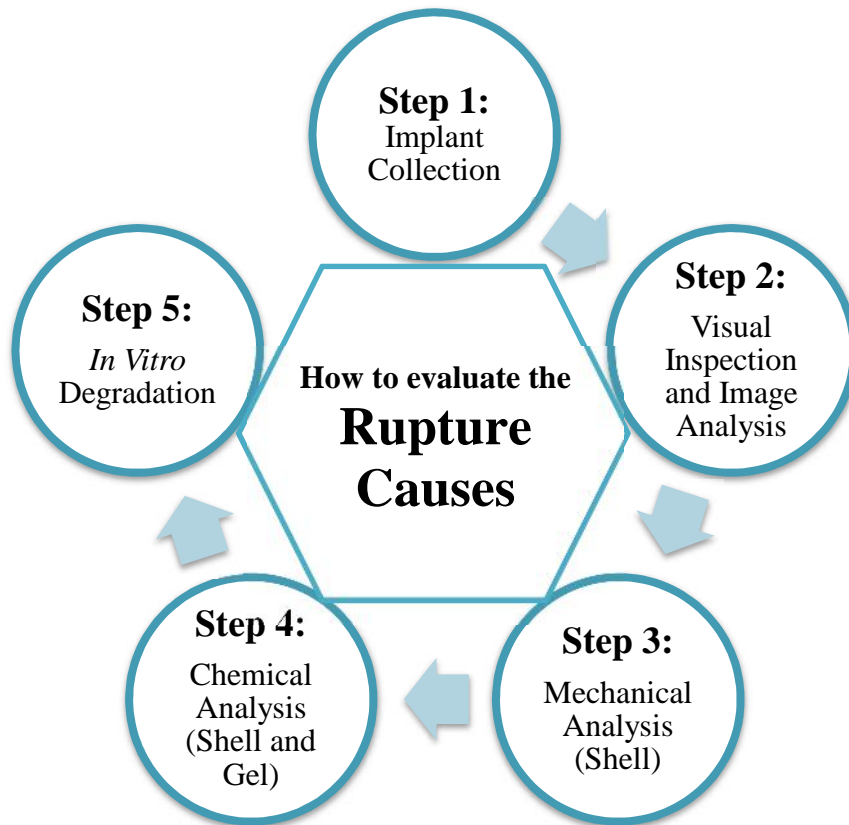 Step 1:
Implant
Collection
Step 2:
Visual
Inspection
and Image
Analysis
Step 3:
Mechanical
Analysis
(Shell)
Step 4:
Chemical
Analysis
(Shell and
Gel)
Step 5:
In Vitro
Degradation
How to evaluate the
Rupture
Causes